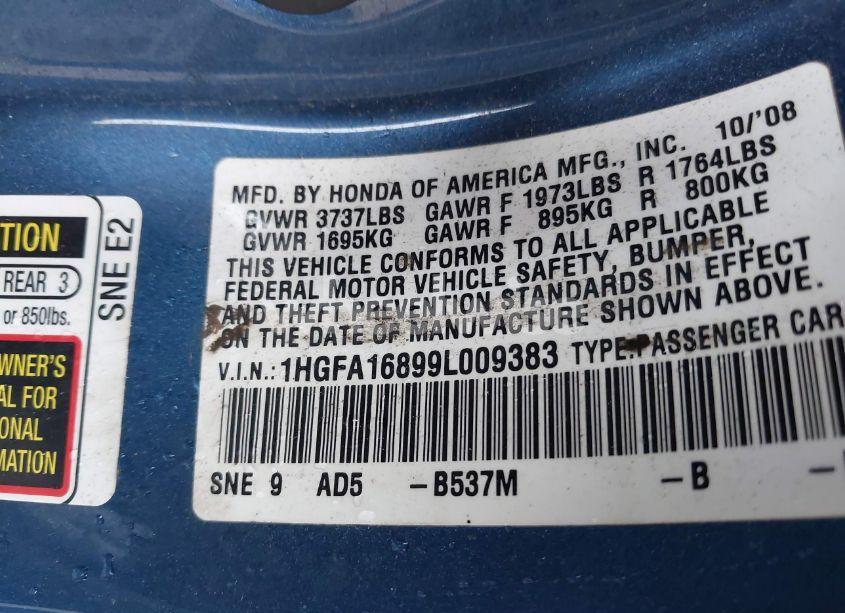 TION
REAR 3
or 850lbs.
WNER'S
AL FOR
ONAL
MATION
SNE E2
MFD. BY HONDA OF AMERICA MFG., INC. 10/'08
GVWR 3737LBS GAWR F 1973LBS R 1764LBS
GVWR 1695KG GAWR F 895KG R 800KG
THIS VEHICLE CONFORMS TO ALL APPLICABLE
FEDERAL MOTOR VEHICLE SAFETY, BUMPER,
AND THEFT PREVENTION STANDARDS IN EFFECT
ON THE DATE OF MANUFACTURE SHOWN ABOVE.
V.I.N.: 1HGFA16899L009383 TYPE:PASSENGER CAR
SNE 9 AD5 -B537M -B -